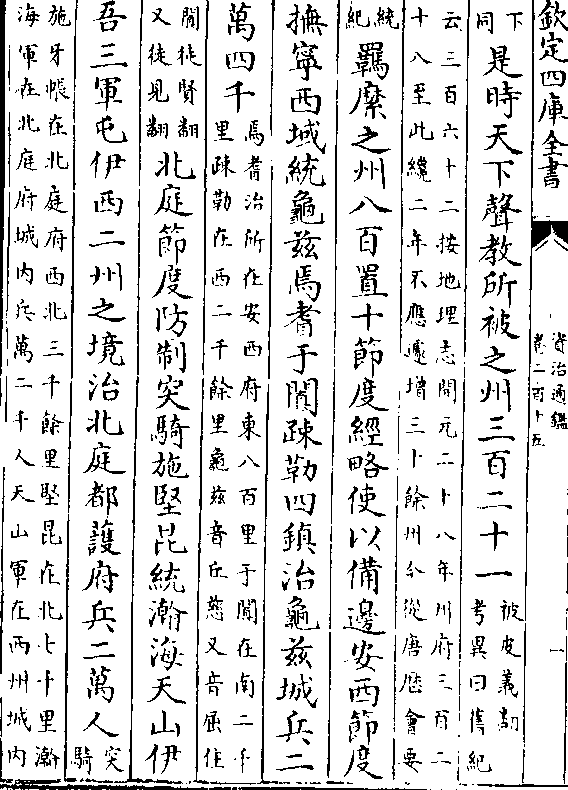 欽定四庫全書
資治通鑑
卷二百十五
一
下
同
是時天下聲教所被之州三百二十一
被皮義翻
考異曰舊紀
云三百六十二按地理志開元二十八年州府三百二
十八至此纔二年不應遽增三十餘州今從唐厯會要
統
紀
羈縻之州八百置十節度經略使以備邊安西節度
撫寧西域統龜兹焉耆于闐疎勒四鎮治龜兹城兵二
萬四千
焉耆治所在安西府東八百里于闐在南二千
里疎勒在西二千餘里龜兹音丘慈又音屈佳
闐徒賢翻
又徒見翻
北庭節度防制突騎施堅昆統瀚海天山伊
吾三軍屯伊西二州之境治北庭都護府兵二萬人
突
騎
施牙帳在北庭府西北三千餘里堅昆在北七千里瀚
海軍在北庭府城内兵萬二千人天山軍在西州城内